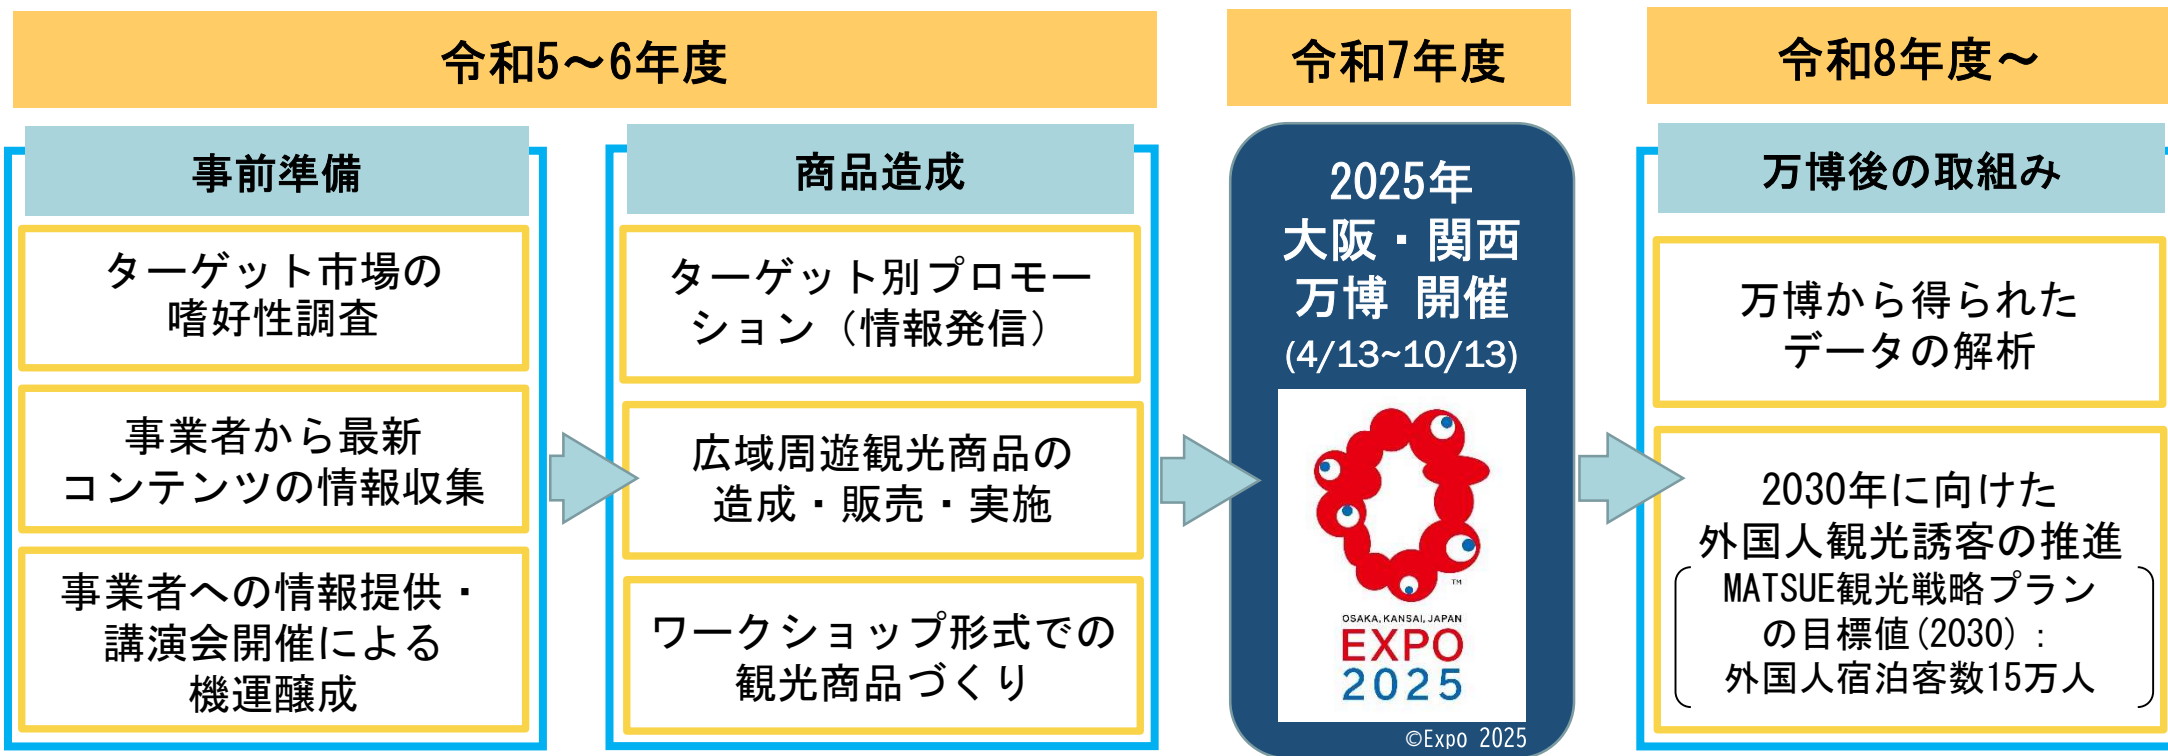 令和5～6年度
事前準備
ターゲット市場の
嗜好性調査
事業者から最新
コンテンツの情報収集
事業者への情報提供・
講演会開催による
機運醸成
商品造成
ターゲット別プロモー
ション（情報発信）
広域周遊観光商品の
造成・販売・実施
ワークショップ形式での
観光商品づくり
令和7年度
2025年
大阪・関西
万博 開催
(4/13~10/13)
TM
OSAKA, KANSAI, JAPAN
EXPO
2025
©Expo 2025
令和8年度～
万博後の取組み
万博から得られた
データの解析
2030年に向けた
外国人観光誘客の推進
MATSUE観光戦略プラン
の目標値(2030)：
外国人宿泊客数15万人